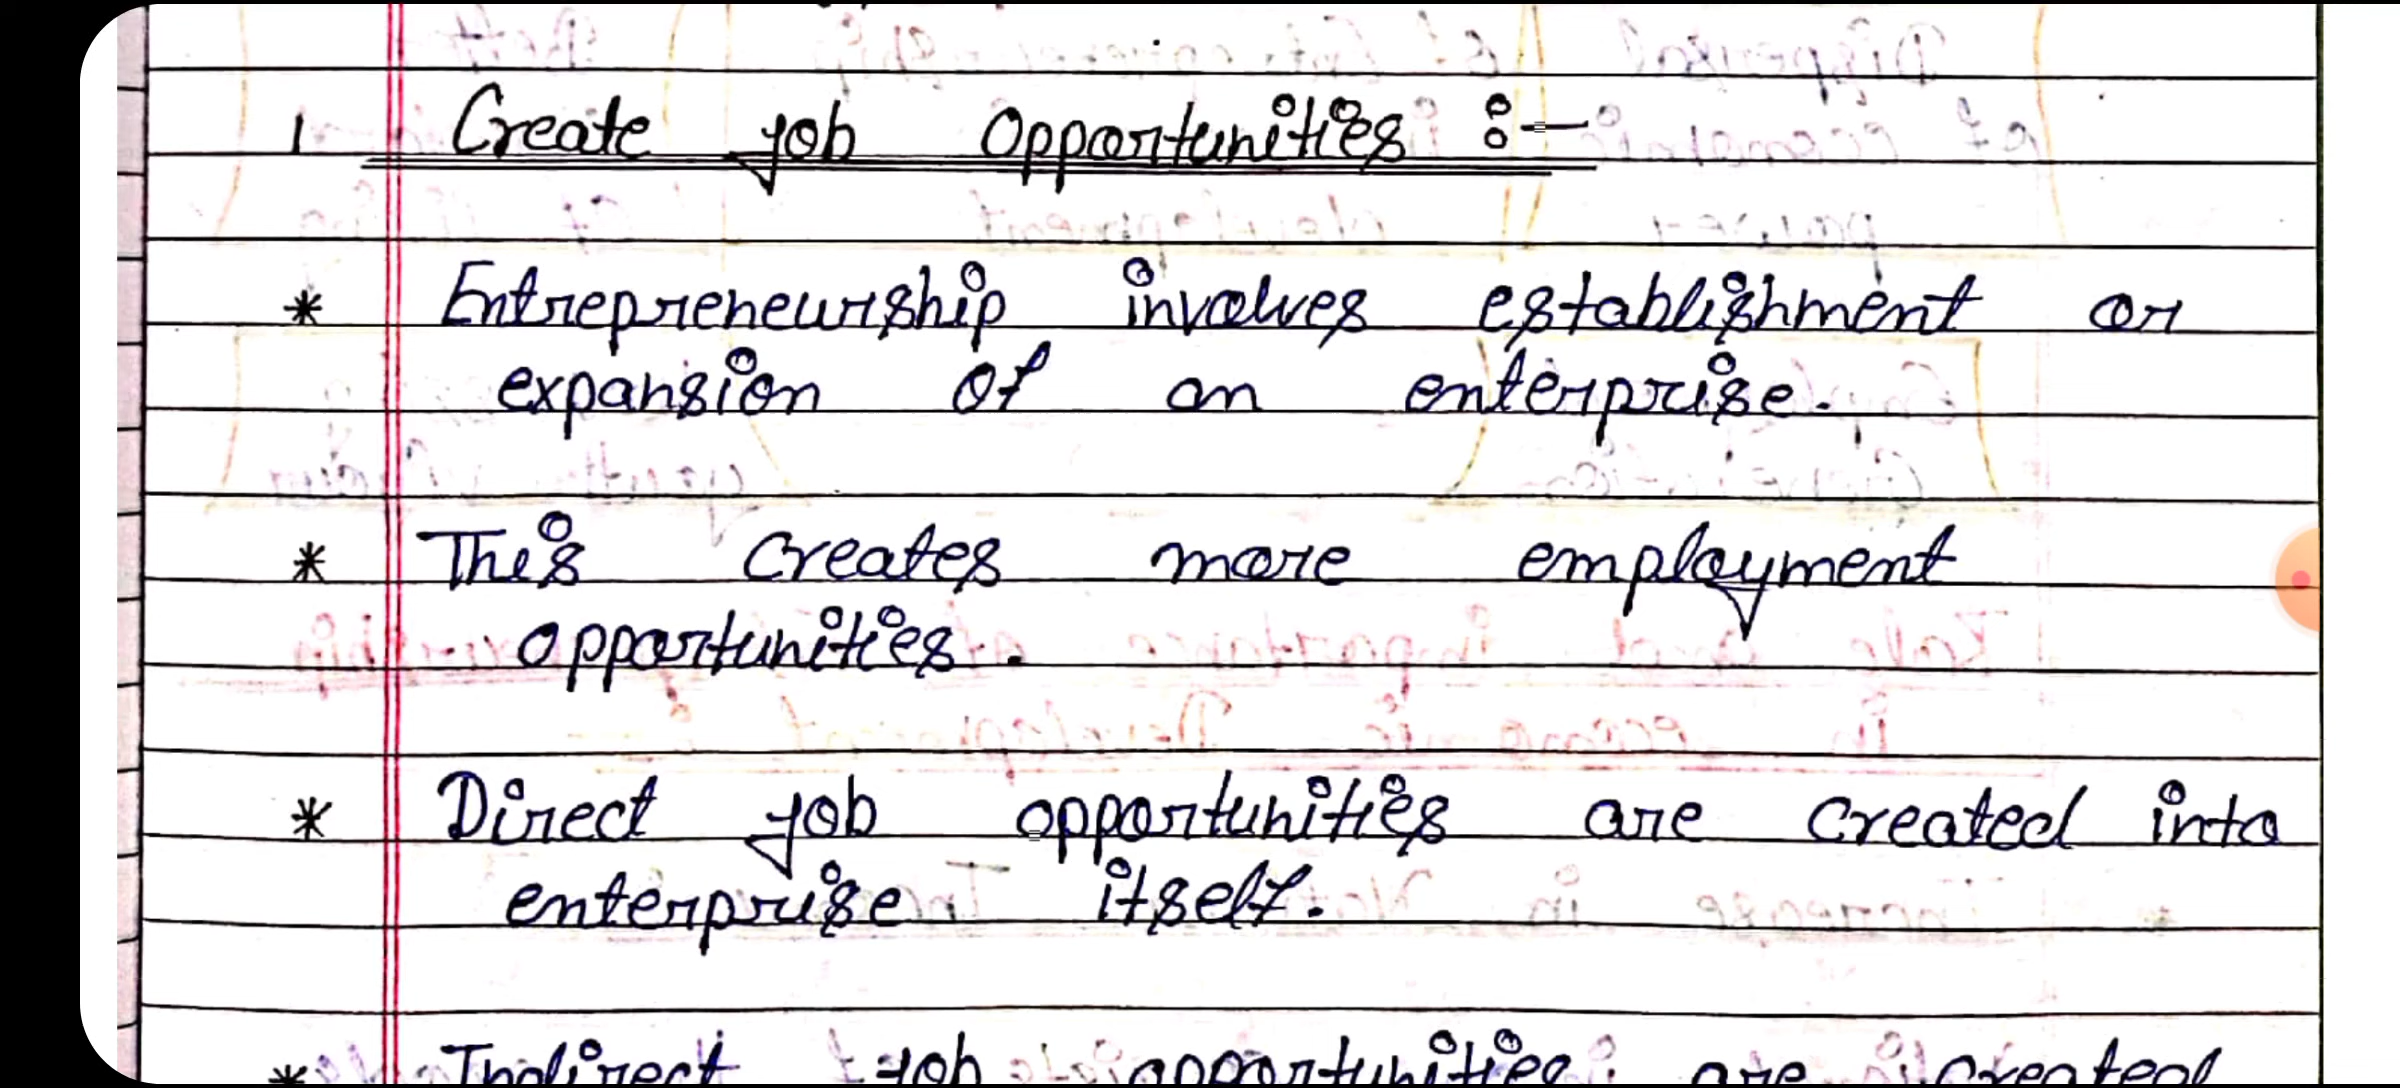 1 Create job Opportunities :-
* Entrepreneurship involves establishment or
expansion of an enterprise.
* This creates more employment
opportunities.
* Direct job opportunities are created into
enterprise itself.
* Indirect job opportunities are created